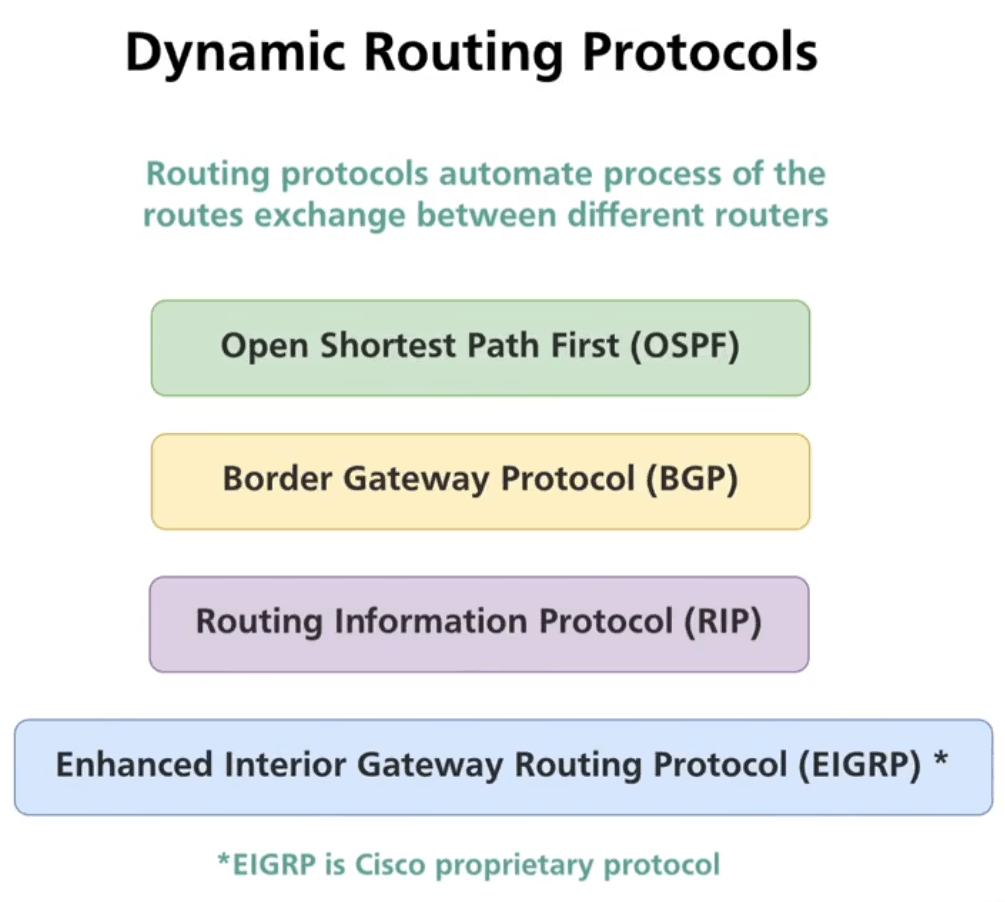 Dynamic Routing Protocols
Routing protocols automate process of the
routes exchange between different routers
Open Shortest Path First (OSPF)
Border Gateway Protocol (BGP)
Routing Information Protocol (RIP)
Enhanced Interior Gateway Routing Protocol (EIGRP) *
*EIGRP is Cisco proprietary protocol